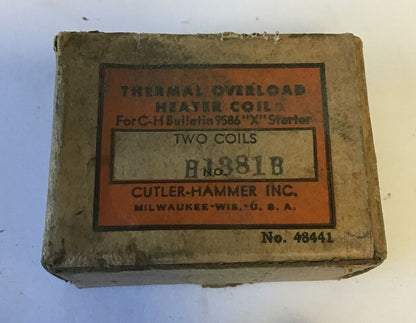 THERMAL OVERLOAD
HEATER COIL
For C-H Bulletin 9586 "X" Starter
TWO COILS
No. H1381B
CUTLER-HAMMER INC.
MILWAUKEE-WIS.-U.S.A.
No. 48441